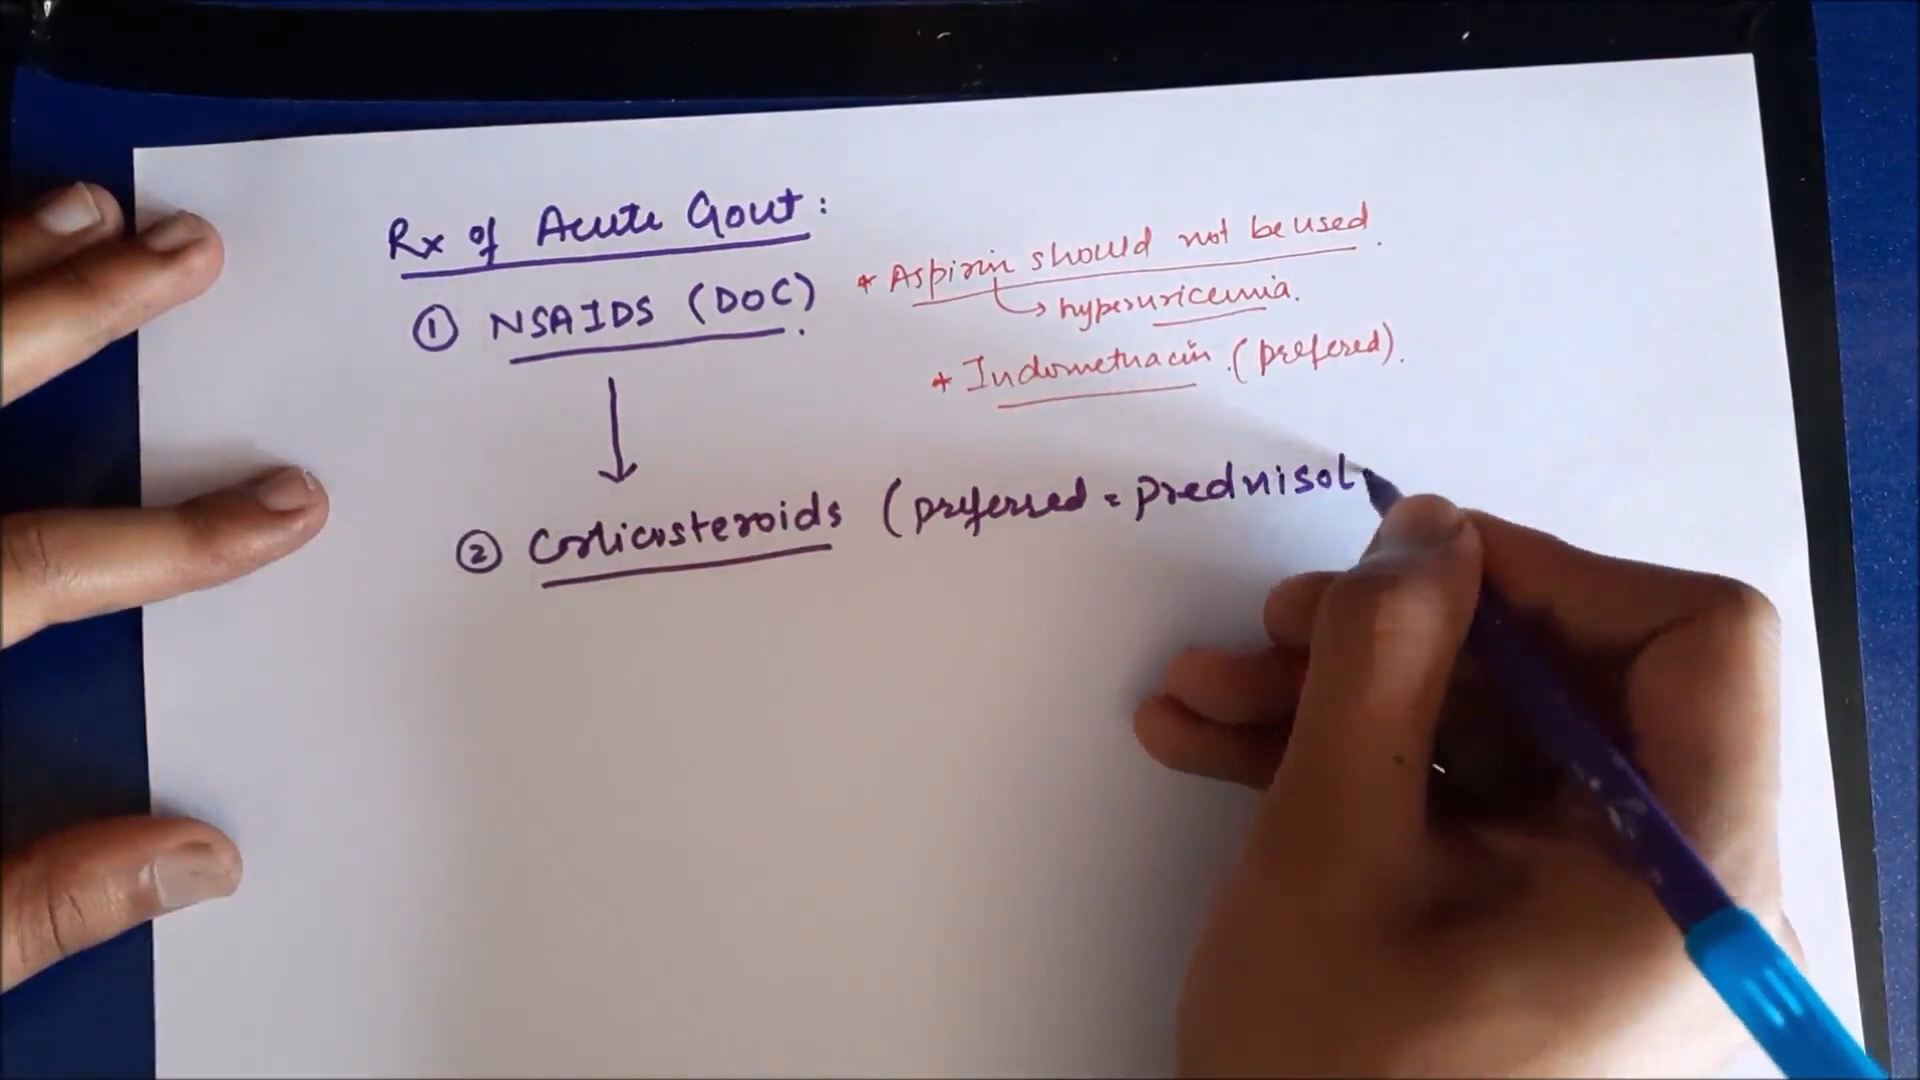 Rx of Acute Gout:
① NSAIDS (DOC).
* Aspirin should not be used.
↳ hyperuricemia.
* Indomethacin (prefered).
↓
② Corticosteroids (preferred = prednisol